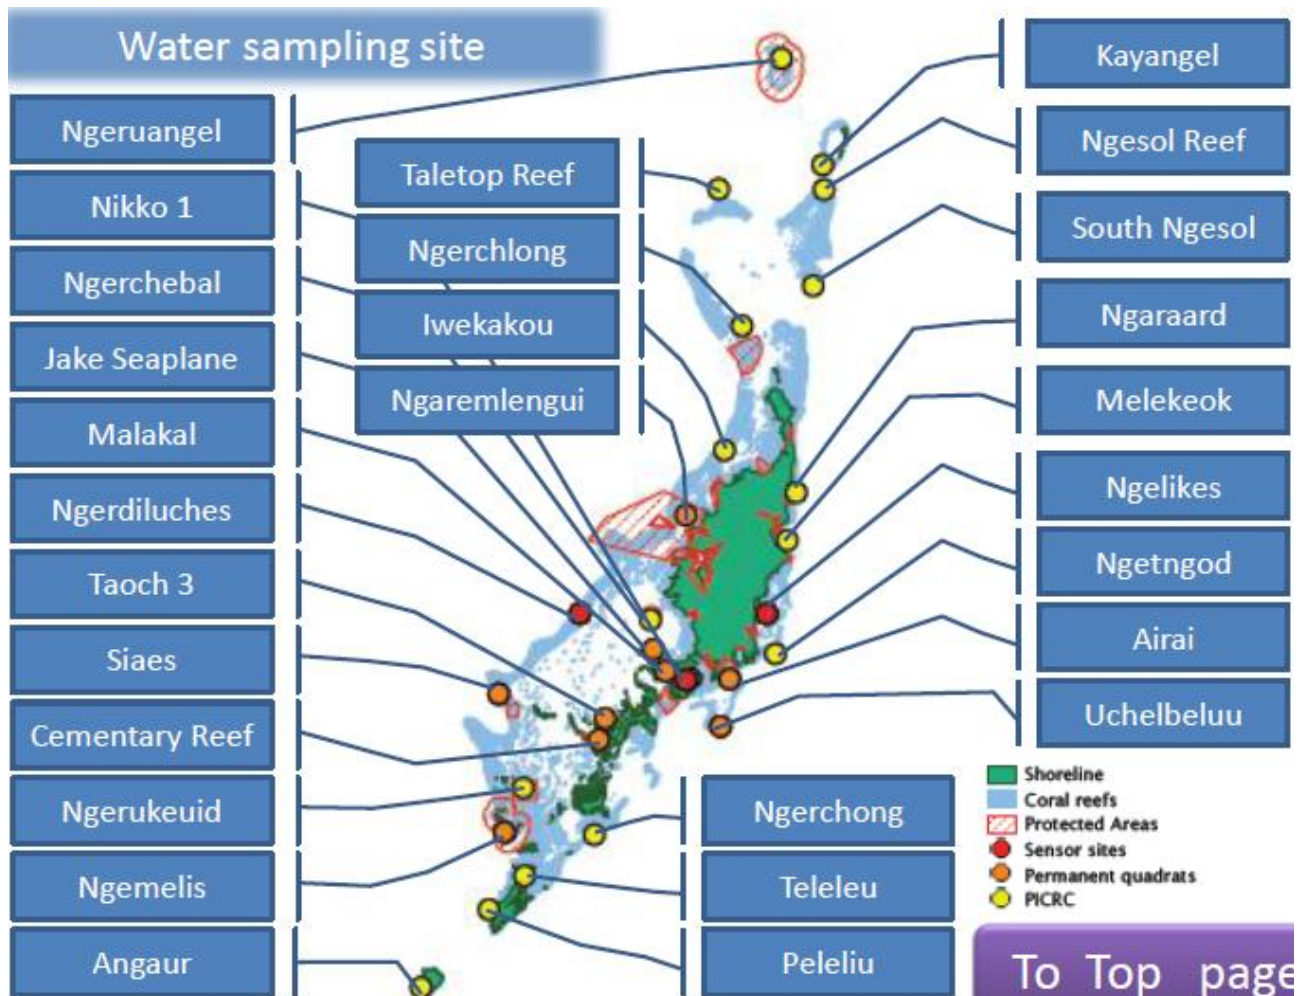 Water sampling site
Ngeruangel
Nikko 1
Ngerchebal
Jake Seaplane
Malakal
Ngerdiluches
Taoch 3
Siaes
Cementary Reef
Ngerukeuid
Ngemelis
Angaur
Taletop Reef
Ngerchlong
Iwekakou
Ngaremlengui
Kayangel
Ngesol Reef
South Ngesol
Ngaraard
Melekeok
Ngelikes
Ngetngod
Airai
Uchelbeluu
Ngerchong
Teleleu
Peleliu
Shoreline
Coral reefs
Protected Areas
Sensor sites
Permanent quadrats
PICRC
To Top page